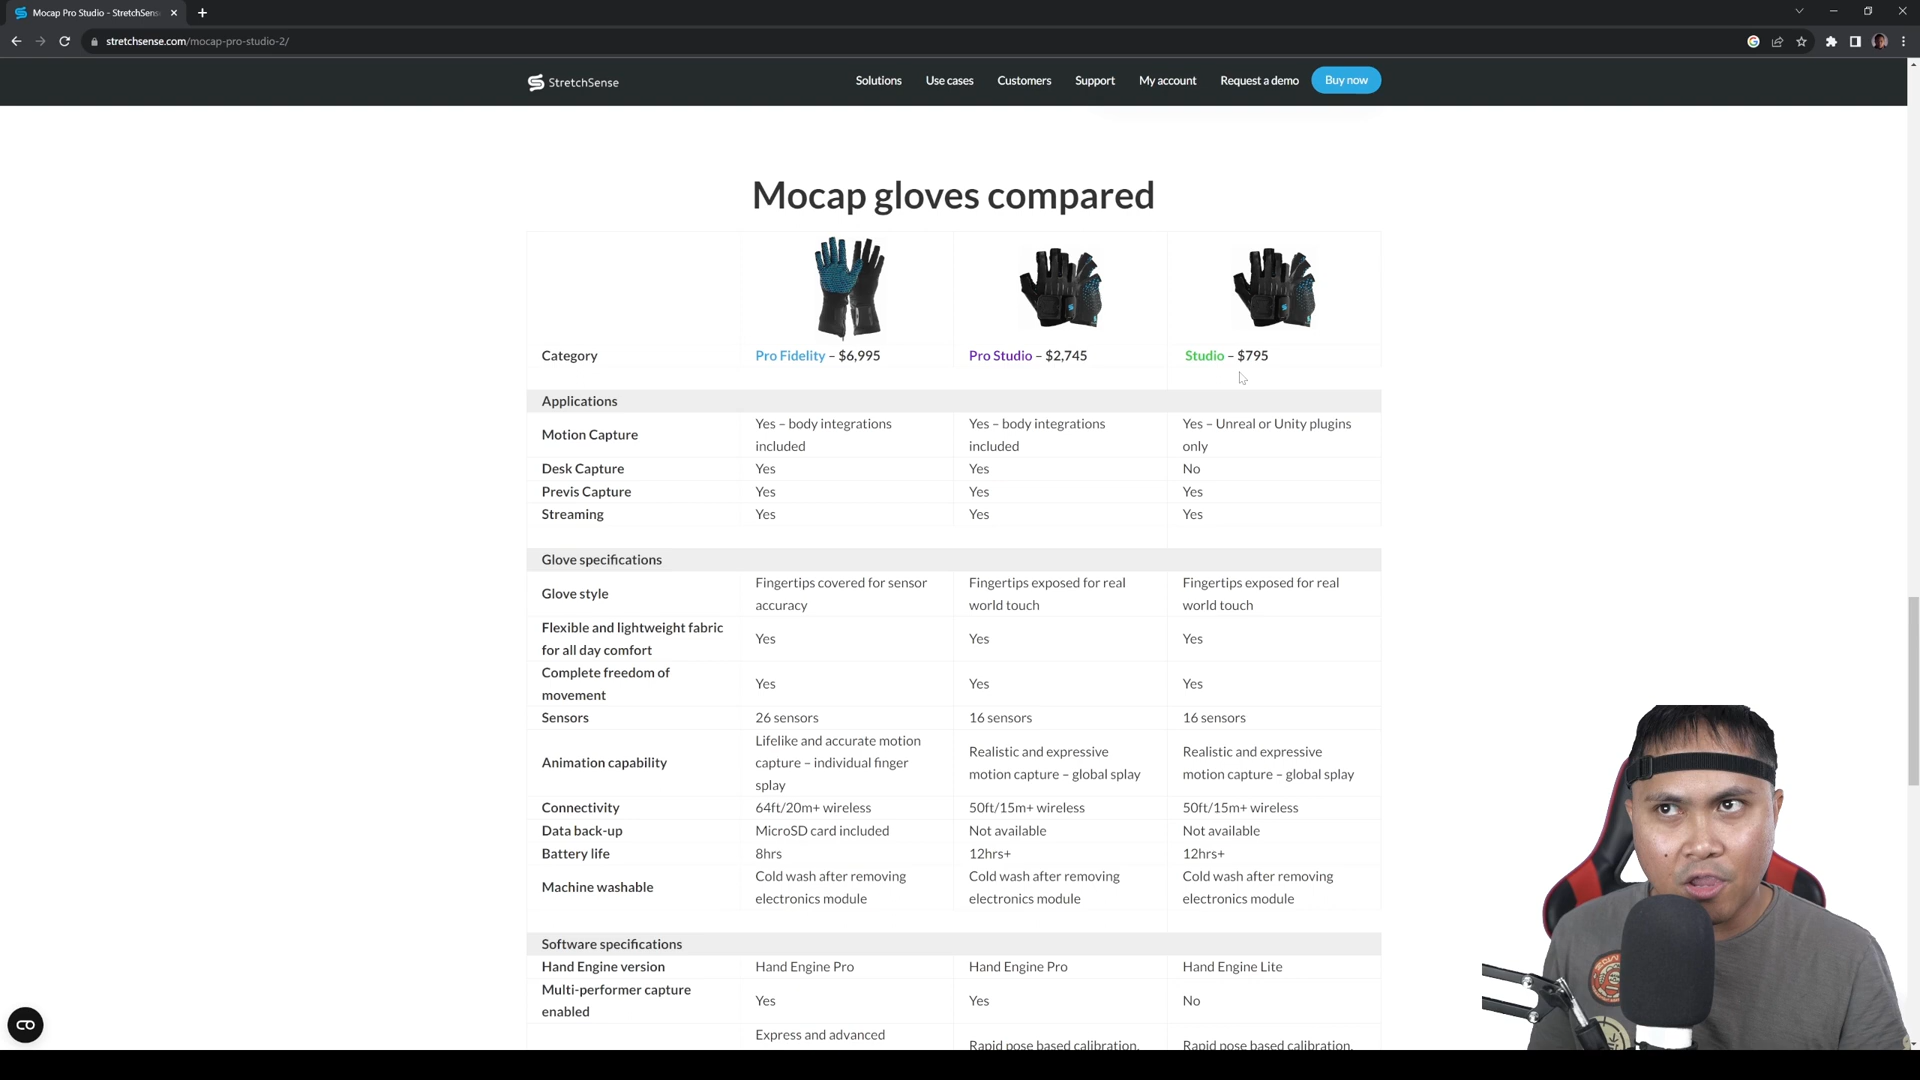 Mocap Pro Studio - StretchSens
stretchsense.com/mocap-pro-studio-2/
StretchSense
Solutions Use cases Customers Support My account Request a demo Buy now
Mocap gloves compared
Category Pro Fidelity – $6,995 Pro Studio – $2,745 Studio – $795
Applications
Motion Capture Yes – body integrations included Yes – body integrations included Yes – Unreal or Unity plugins only
Desk Capture Yes Yes No
Previs Capture Yes Yes Yes
Streaming Yes Yes Yes
Glove specifications
Glove style Fingertips covered for sensor accuracy Fingertips exposed for real world touch Fingertips exposed for real world touch
Flexible and lightweight fabric for all day comfort Yes Yes Yes
Complete freedom of movement Yes Yes Yes
Sensors 26 sensors 16 sensors 16 sensors
Animation capability Lifelike and accurate motion capture – individual finger splay Realistic and expressive motion capture – global splay Realistic and expressive motion capture – global splay
Connectivity 64ft/20m+ wireless 50ft/15m+ wireless 50ft/15m+ wireless
Data back-up MicroSD card included Not available Not available
Battery life 8hrs 12hrs+ 12hrs+
Machine washable Cold wash after removing electronics module Cold wash after removing electronics module Cold wash after removing electronics module
Software specifications
Hand Engine version Hand Engine Pro Hand Engine Pro Hand Engine Lite
Multi-performer capture enabled Yes Yes No
Express and advanced Rapid pose based calibration, Rapid pose based calibration,